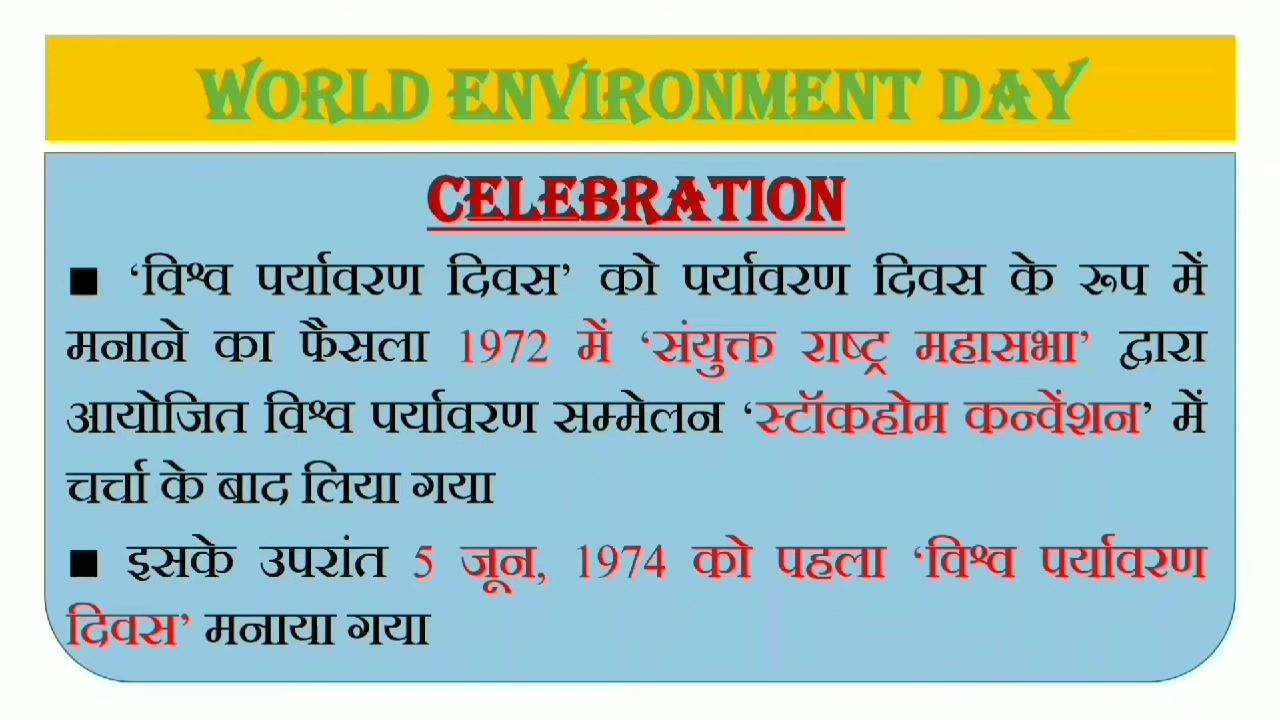 WORLD ENVIRONMENT DAY
CELEBRATION
■ ‘विश्व पर्यावरण दिवस’ को पर्यावरण दिवस के रूप में
मनाने का फैसला 1972 में ‘संयुक्त राष्ट्र महासभा’ द्वारा
आयोजित विश्व पर्यावरण सम्मेलन ‘स्टॉकहोम कन्वेंशन’ में
चर्चा के बाद लिया गया
■ इसके उपरांत 5 जून, 1974 को पहला ‘विश्व पर्यावरण
दिवस’ मनाया गया